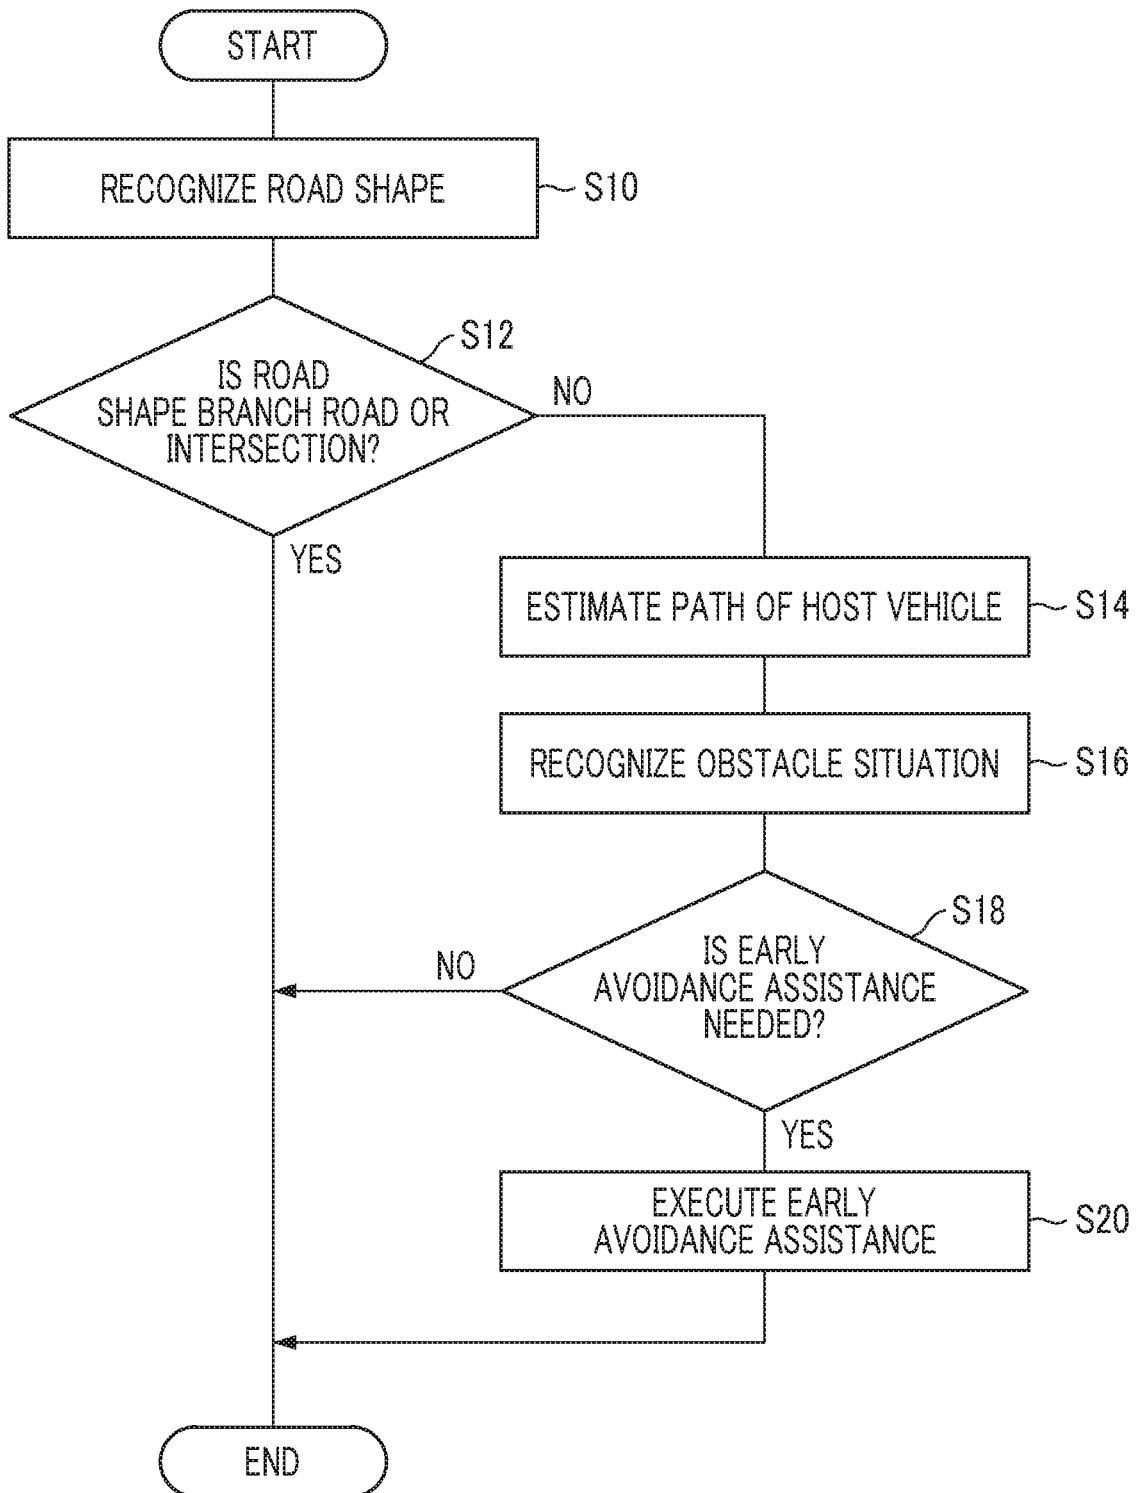 START
RECOGNIZE ROAD SHAPE
S10
S12
IS ROAD
SHAPE BRANCH ROAD OR
INTERSECTION?
NO
YES
ESTIMATE PATH OF HOST VEHICLE
S14
RECOGNIZE OBSTACLE SITUATION
S16
S18
IS EARLY
AVOIDANCE ASSISTANCE
NEEDED?
NO
YES
EXECUTE EARLY
AVOIDANCE ASSISTANCE
S20
END